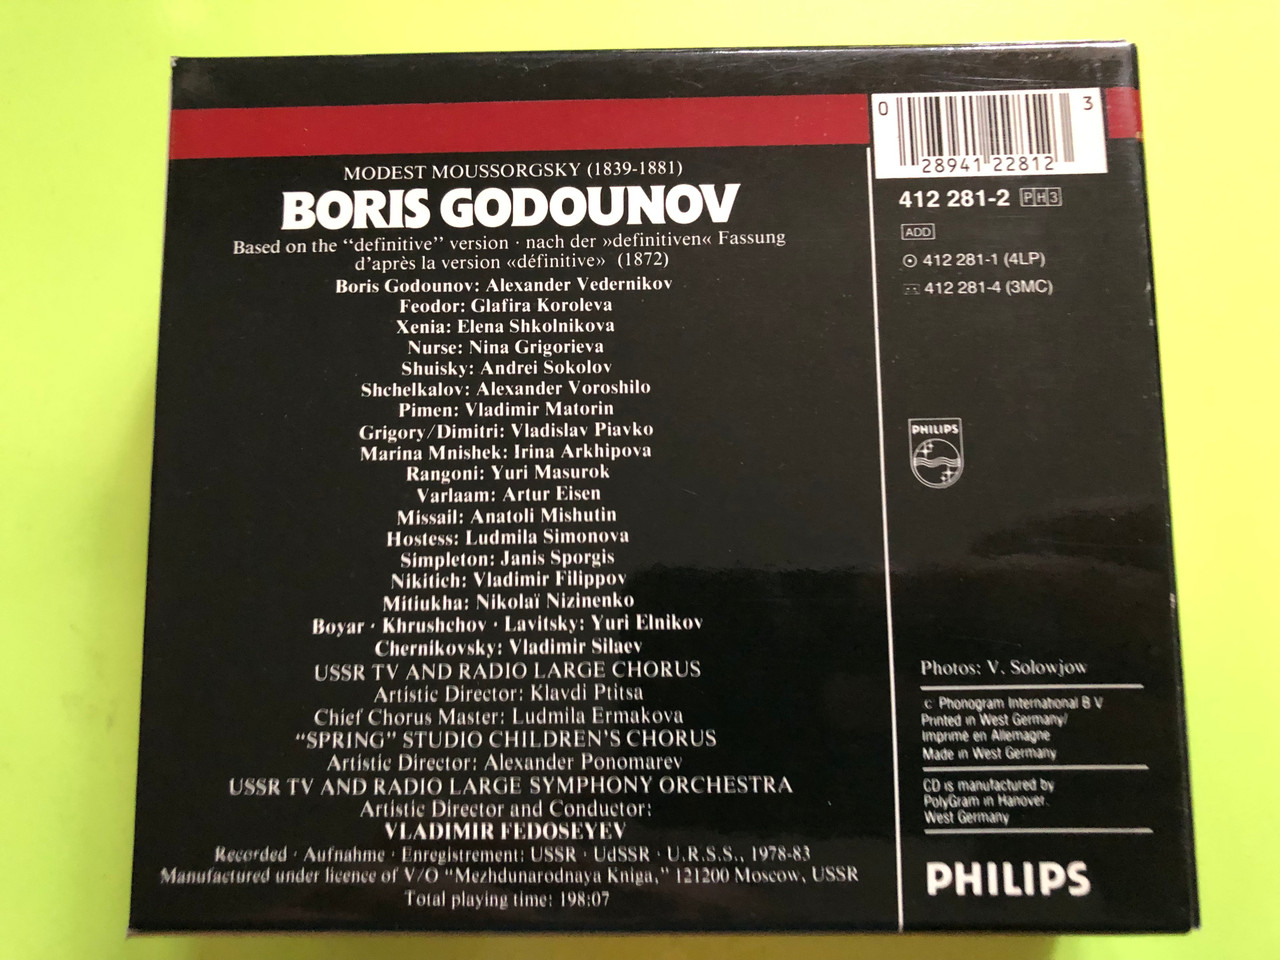 MODEST MOUSSORGSKY (1839-1881)
BORIS GODOUNOV
Based on the “definitive” version · nach der »definitiven« Fassung
d'après la version «définitive» (1872)
Boris Godounov: Alexander Vedernikov
Feodor: Glafira Koroleva
Xenia: Elena Shkolnikova
Nurse: Nina Grigorieva
Shuisky: Andrei Sokolov
Shchelkalov: Alexander Voroshilo
Pimen: Vladimir Matorin
Grigory/Dimitri: Vladislav Piavko
Marina Mnishek: Irina Arkhipova
Rangoni: Yuri Masurok
Varlaam: Artur Eisen
Missail: Anatoli Mishutin
Hostess: Ludmila Simonova
Simpleton: Janis Sporgis
Nikitich: Vladimir Filippov
Mitiukha: Nikolaï Nizinenko
Boyar · Khrushchov · Lavitsky: Yuri Elnikov
Chernikovsky: Vladimir Silaev
USSR TV AND RADIO LARGE CHORUS
Artistic Director: Klavdi Ptitsa
Chief Chorus Master: Ludmila Ermakova
“SPRING” STUDIO CHILDREN'S CHORUS
Artistic Director: Alexander Ponomarev
USSR TV AND RADIO LARGE SYMPHONY ORCHESTRA
Artistic Director and Conductor:
VLADIMIR FEDOSEYEV
Recorded · Aufnahme · Enregistrement: USSR · UdSSR · U.R.S.S., 1978-83
Manufactured under licence of V/O “Mezhdunarodnaya Kniga,” 121200 Moscow, USSR
Total playing time: 198:07
0 3
28941 22812
412 281-2 PH3
ADD
412 281-1 (4LP)
412 281-4 (3MC)
PHILIPS
Photos: V. Solowjow
C Phonogram International B V
Printed in West Germany/
Imprimé en Allemagne
Made in West Germany
CD is manufactured by
PolyGram in Hanover.
West Germany
PHILIPS